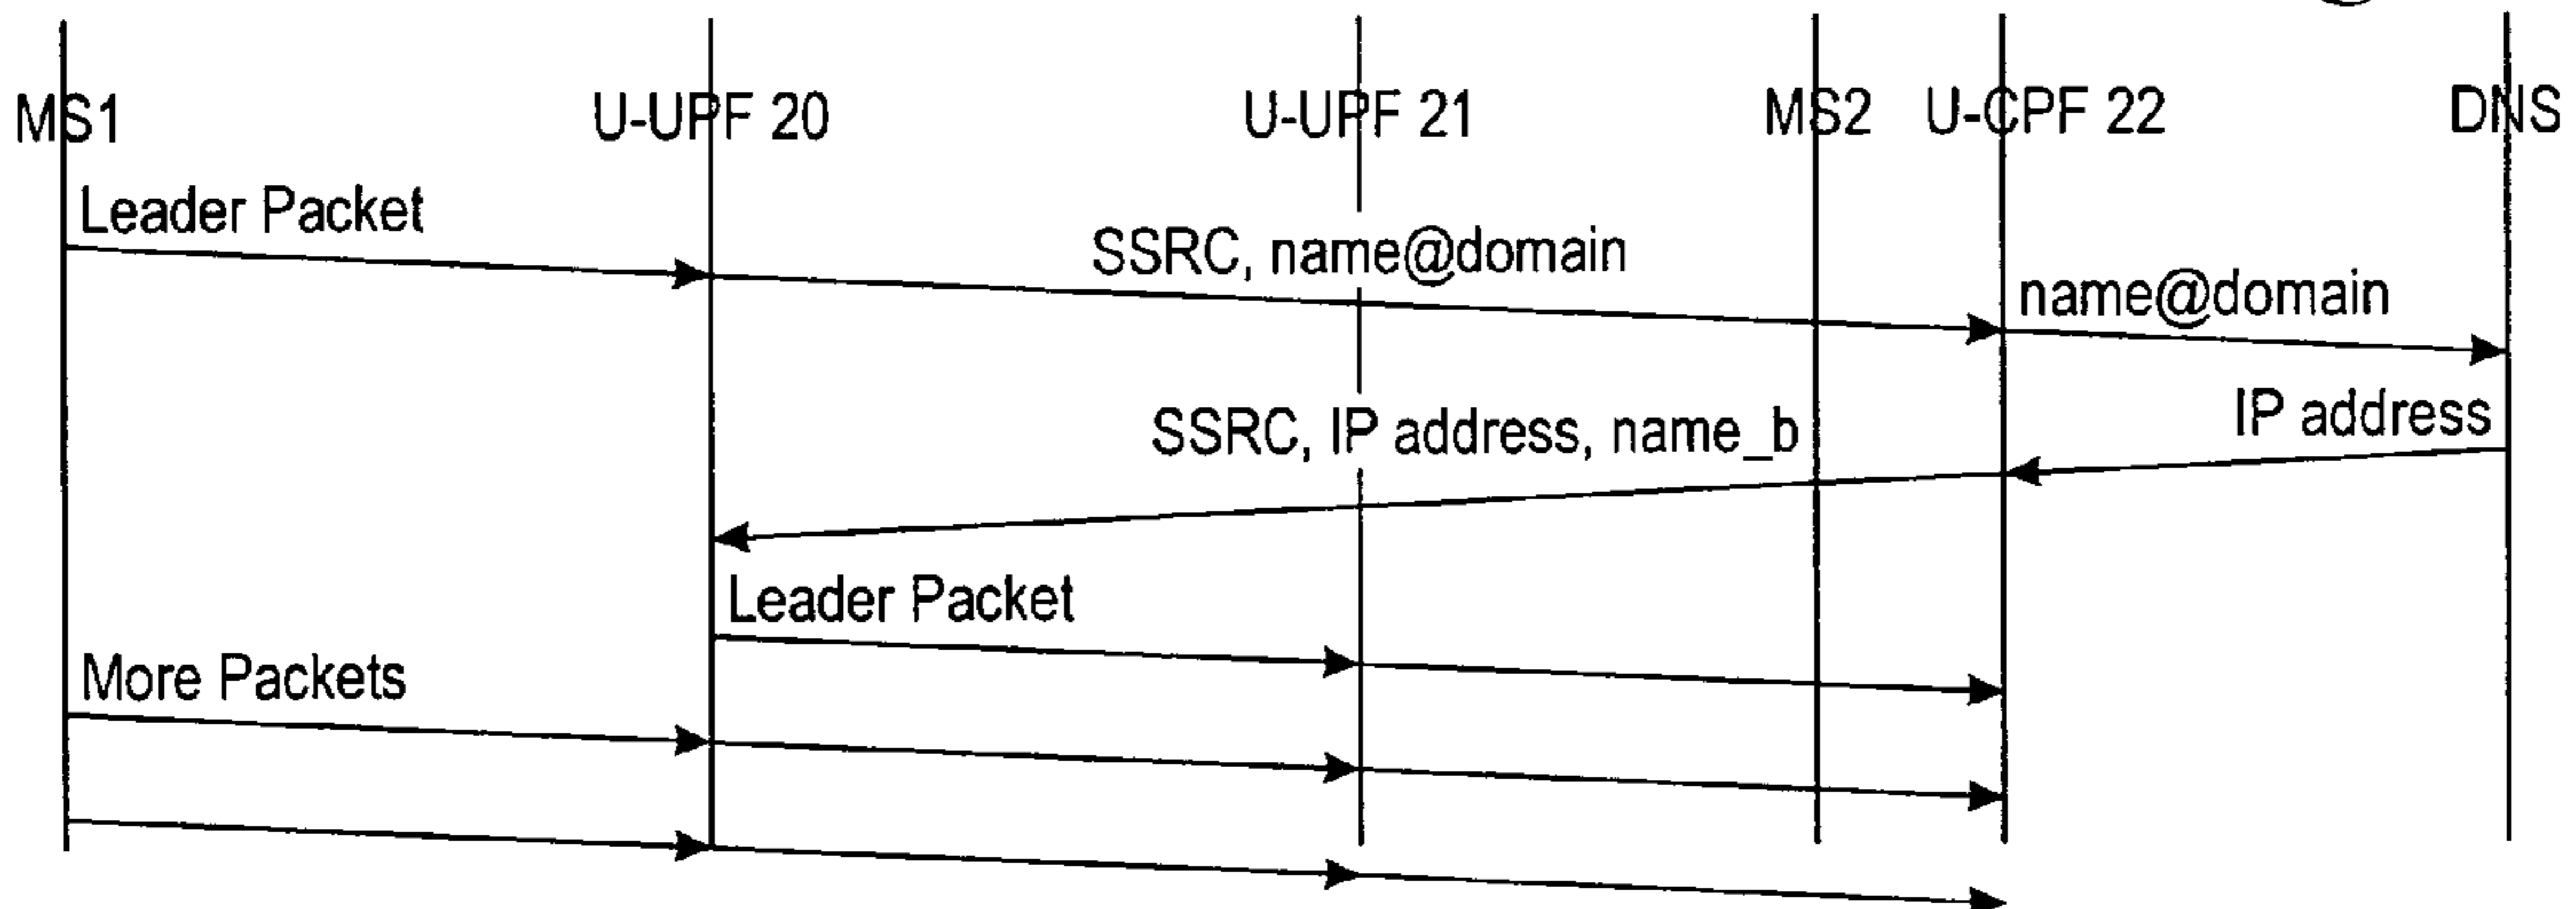 MS1 U-UPF 20 U-UPF 21 MS2 U-CPF 22 DNS
Leader Packet
SSRC, name@domain
name@domain
IP address
SSRC, IP address, name_b
Leader Packet
More Packets